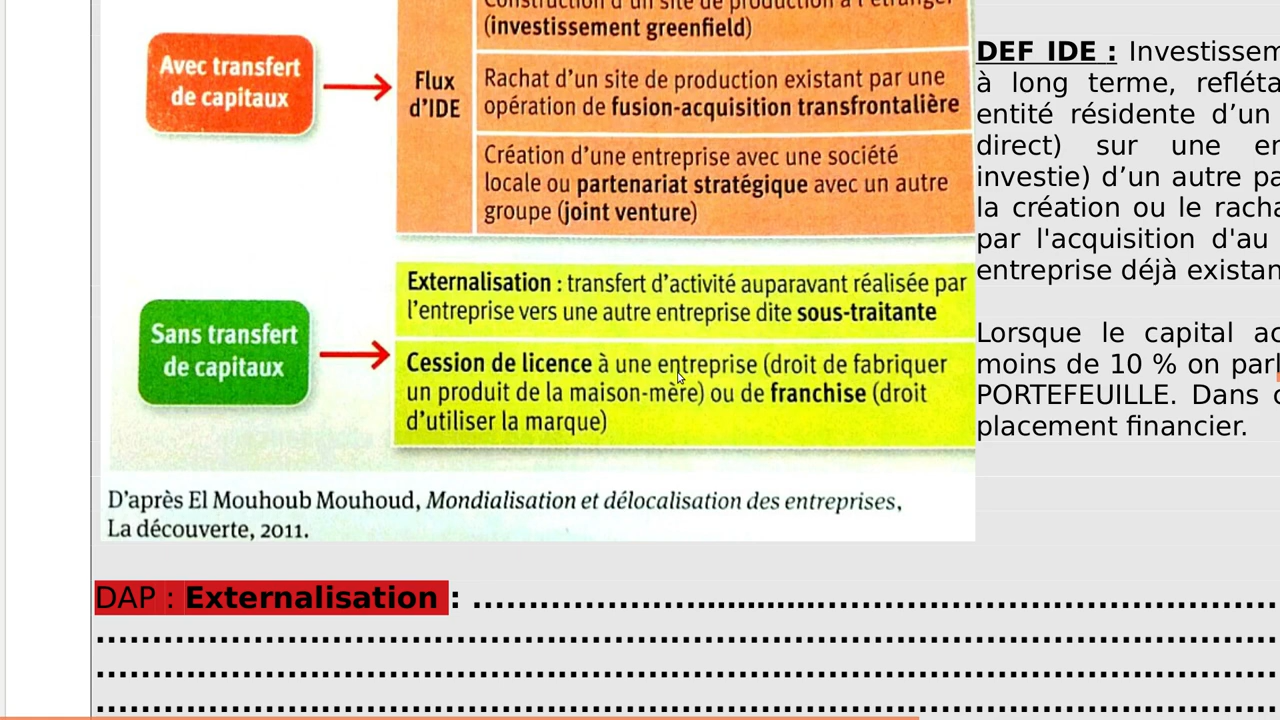 Construction d'un site de production à l'étranger
(investissement greenfield)
Avec transfert
de capitaux
Flux
d'IDE
Rachat d'un site de production existant par une
opération de fusion-acquisition transfrontalière
Création d'une entreprise avec une société
locale ou partenariat stratégique avec un autre
groupe (joint venture)
Sans transfert
de capitaux
Externalisation : transfert d'activité auparavant réalisée par
l'entreprise vers une autre entreprise dite sous-traitante
Cession de licence à une entreprise (droit de fabriquer
un produit de la maison-mère) ou de franchise (droit
d'utiliser la marque)
D'après El Mouhoub Mouhoud, Mondialisation et délocalisation des entreprises,
La découverte, 2011.
DEF IDE :
à long terme,
entité résidente d'un
direct) sur une
investie) d'un autre
la création ou le
par l'acquisition d'au
entreprise déjà
Lorsque le capital
moins de 10 % on
PORTEFEUILLE. Dans
placement financier.
DAP : Externalisation : ..............................